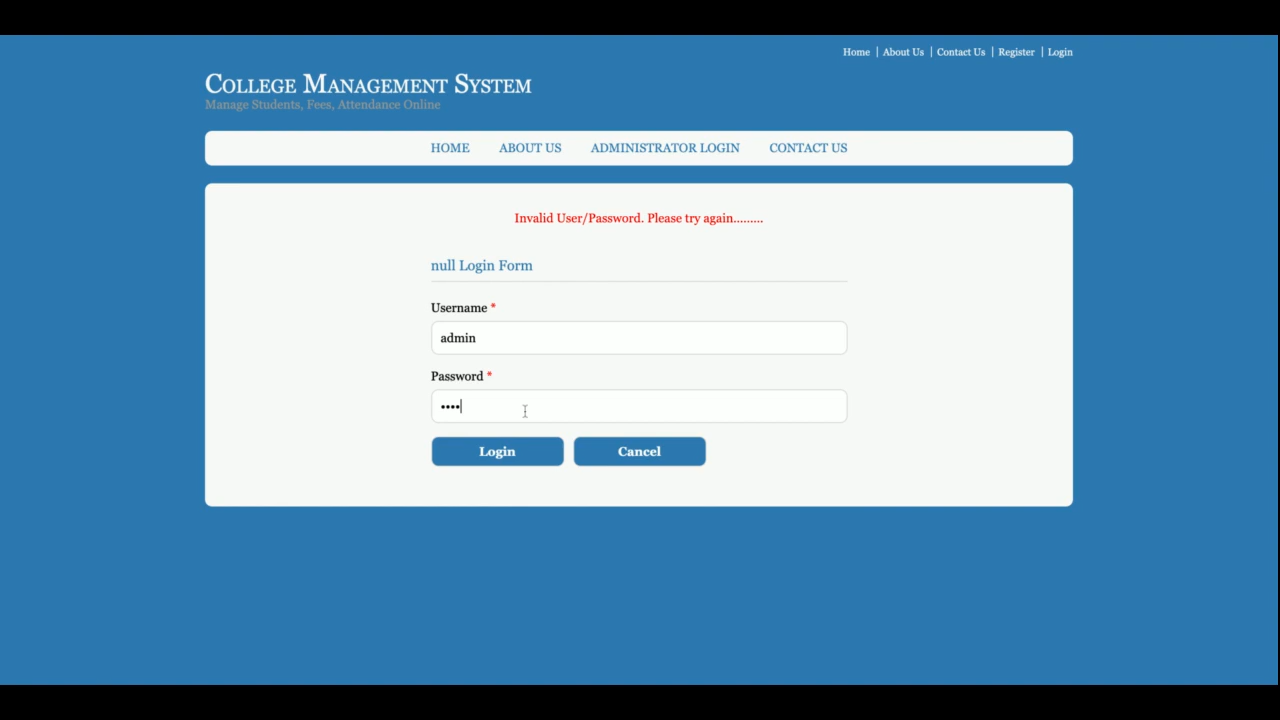 Home | About Us | Contact Us | Register | Login
College Management System
Manage Students, Fees, Attendance Online
HOME ABOUT US ADMINISTRATOR LOGIN CONTACT US
Invalid User/Password. Please try again.........
null Login Form
Username *
admin
Password *
••••
Login Cancel